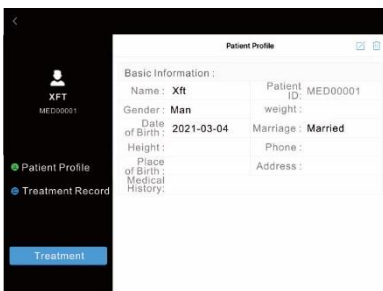 Patient Profile
XFT
MED00001
Patient Profile
Treatment Record
Treatment
Basic Information :
Name : Xft
Patient ID: MED00001
Gender : Man
weight :
Date of Birth : 2021-03-04
Marriage : Married
Height :
Phone :
Place of Birth :
Address :
Medical History: